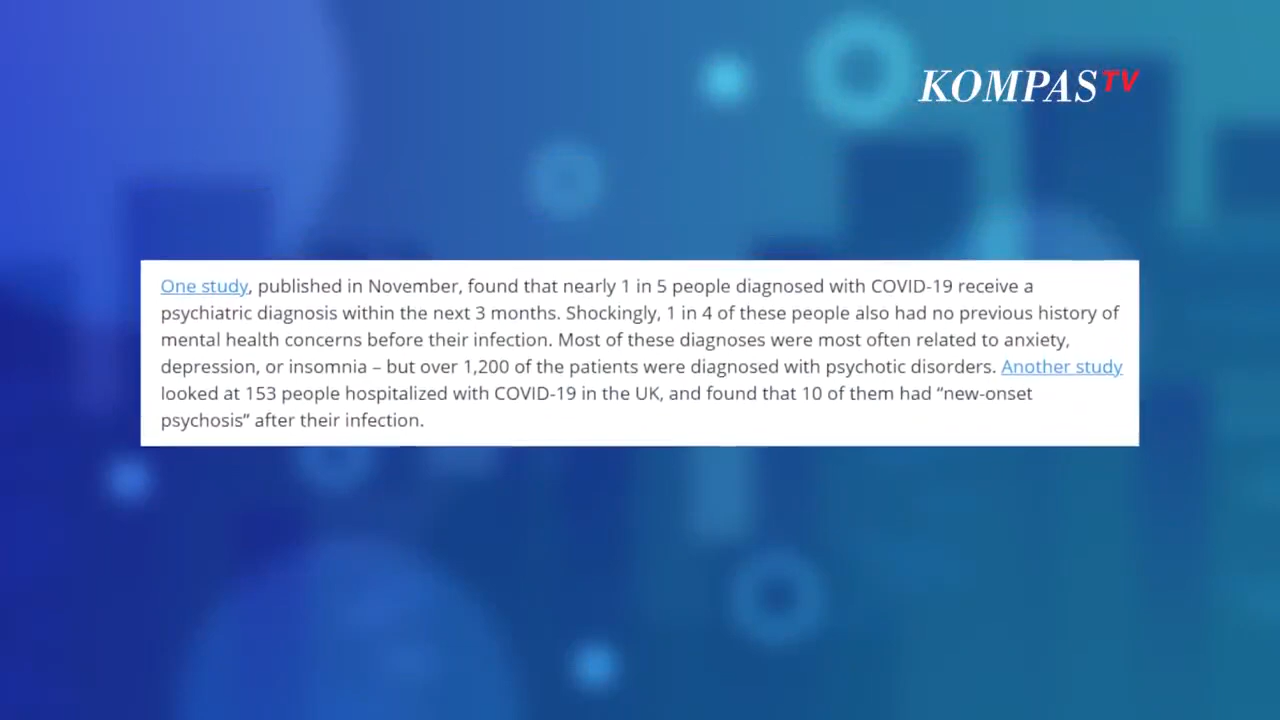 KOMPAS TV
One study, published in November, found that nearly 1 in 5 people diagnosed with COVID-19 receive a
psychiatric diagnosis within the next 3 months. Shockingly, 1 in 4 of these people also had no previous history of
mental health concerns before their infection. Most of these diagnoses were most often related to anxiety,
depression, or insomnia – but over 1,200 of the patients were diagnosed with psychotic disorders. Another study
looked at 153 people hospitalized with COVID-19 in the UK, and found that 10 of them had “new-onset
psychosis” after their infection.